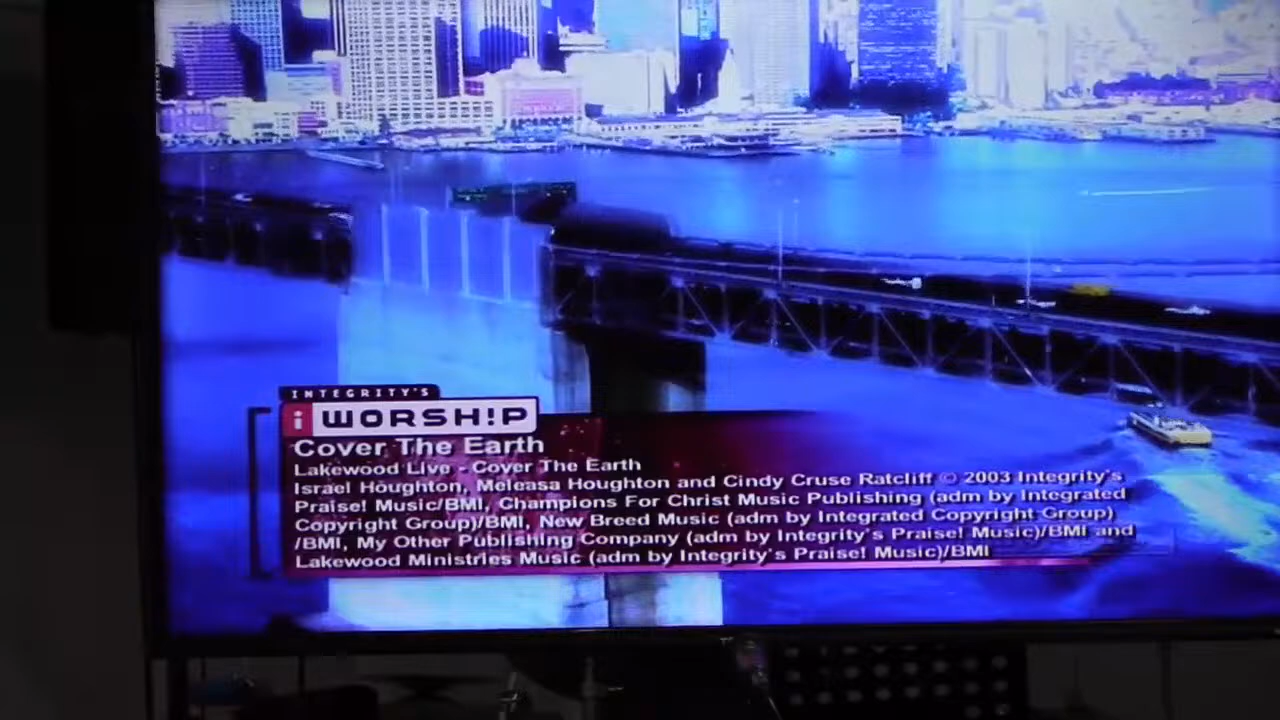 INTEGRITY'S
i WORSH!P
Cover The Earth
Lakewood Live - Cover The Earth
Israel Houghton, Meleasa Houghton and Cindy Cruse Ratcliff © 2003 Integrity's
Praise! Music/BMI, Champions For Christ Music Publishing (adm by Integrated
Copyright Group)/BMI, New Breed Music (adm by Integrated Copyright Group)
/BMI, My Other Publishing Company (adm by Integrity's Praise! Music)/BMI and
Lakewood Ministries Music (adm by Integrity's Praise! Music)/BMI